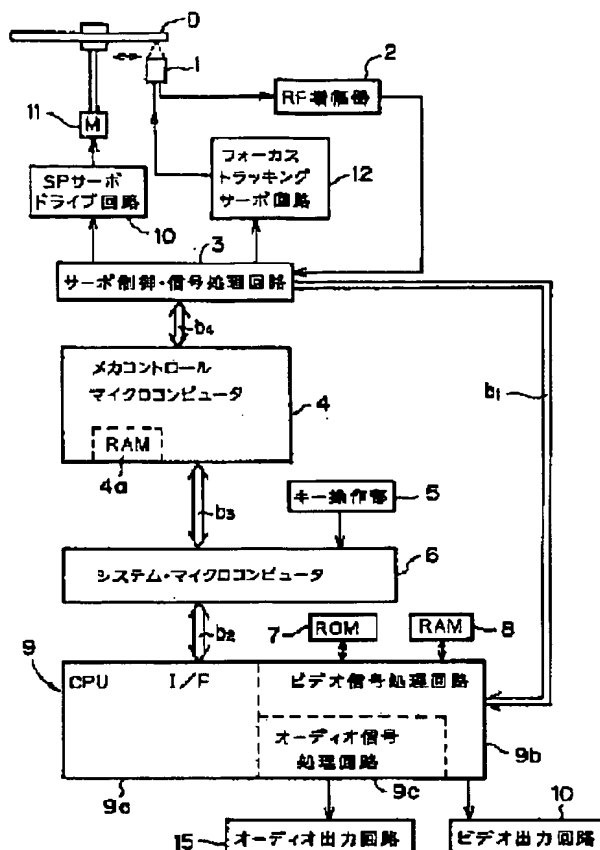 D
1
2
RF増幅器
11
M
フォーカス
トラッキング
サーボ回路
12
SPサーボ
ドライブ回路
10
3
サーボ制御・信号処理回路
b4
b1
メカコントロール
マイクロコンピュータ
4
RAM
4a
b3
キー操作部
5
システム・マイクロコンピュータ
6
b2
7
ROM
RAM
8
9
CPU
I/F
ビデオ信号処理回路
オーディオ信号
処理回路
9b
9a
9c
15
オーディオ出力回路
10
ビデオ出力回路